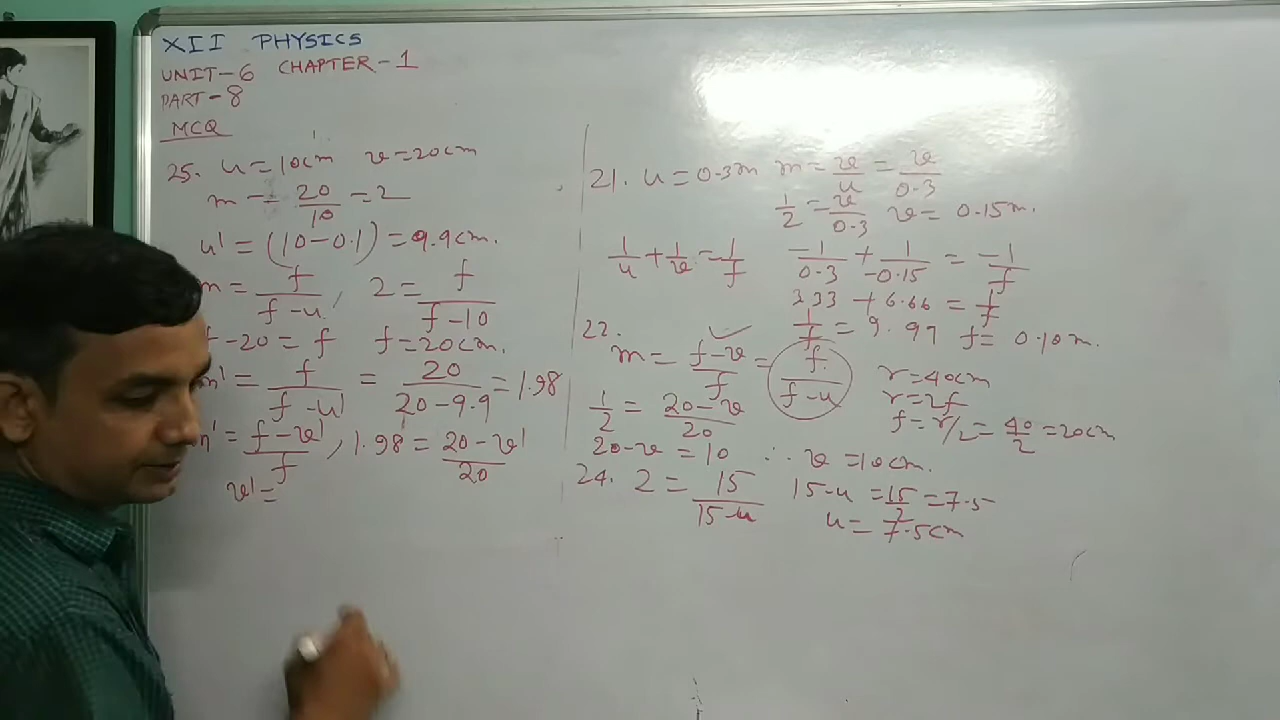 XII PHYSICS
UNIT-6 CHAPTER-1
PART-8
MCQ
25. u=10cm v=20cm
m = 20/10 = 2
u' = (10-0.1) = 9.9cm.
m = f/f-u, 2 = f/f-10
-20 = f f=20cm.
m' = f/f-u' = 20/20-9.9 = 1.98
m' = f-v'/f, 1.98 = 20-v'/20
v' =
21. u=0.3m m = v/u = v/0.3
1/2 = v/0.3 v = 0.15m.
1/u + 1/v = 1/f -1/0.3 + 1/-0.15 = -1/f
3.33 + 6.66 = 1/f
22. 1/f = 9.99 f = 0.10m.
m = f-v/f = f/f-u r=40cm
r=2f
1/2 = 20-v/20 f = r/2 = 40/2 = 20cm
20-v = 10 ∴ v = 10cm.
24. 2 = 15/15-u 15-u = 15/2 = 7.5
u = 7.5cm